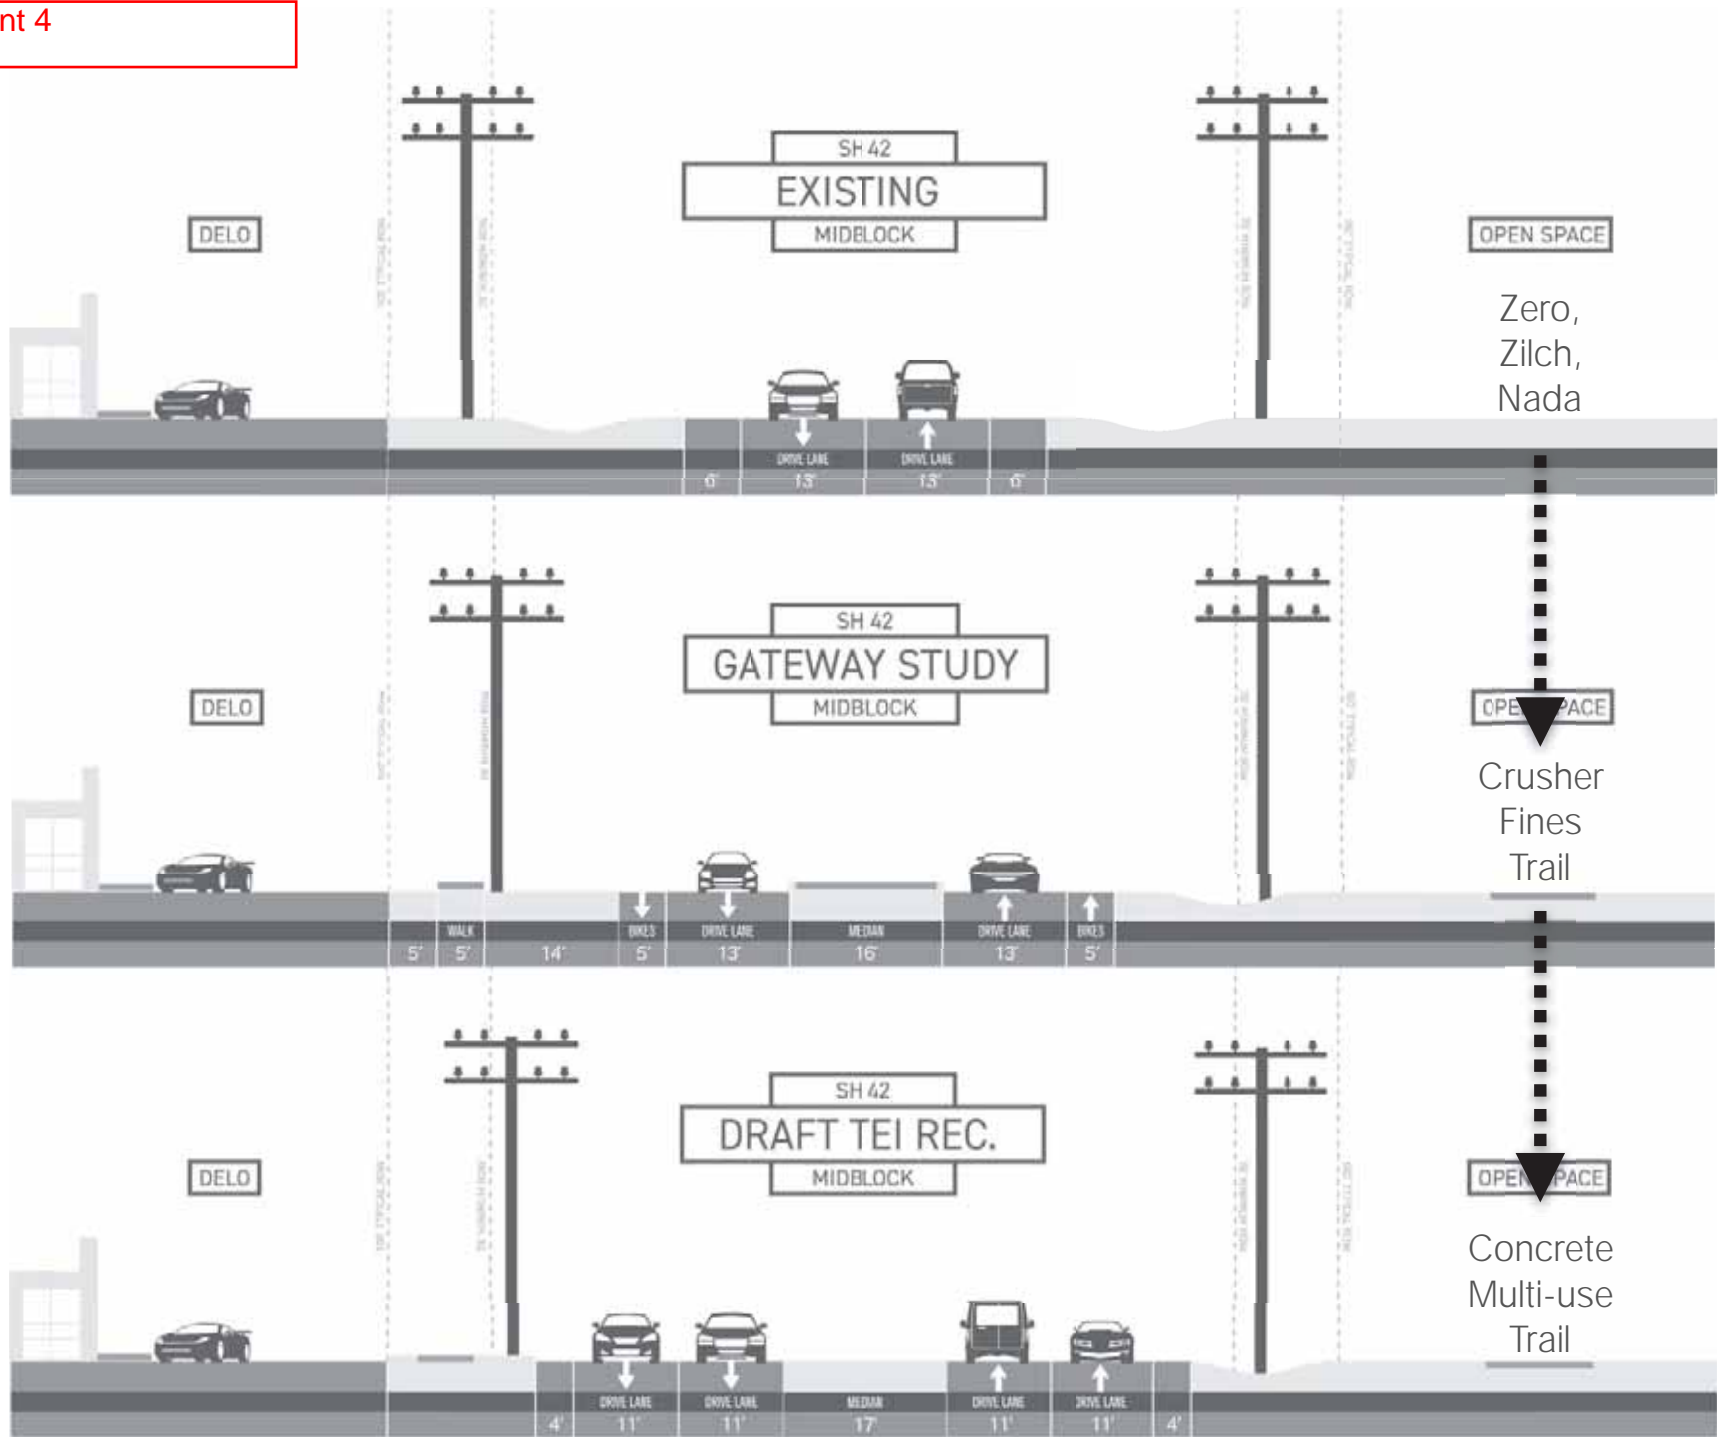 nt 4
SH 42
EXISTING
MIDBLOCK
DELO
OPEN SPACE
Zero,
Zilch,
Nada
DRIVE LANE DRIVE LANE
6' 13' 13' 6'
SH 42
GATEWAY STUDY
MIDBLOCK
DELO
Crusher
Fines
Trail
WALK BIKES DRIVE LANE MEDIAN DRIVE LANE BIKES
5' 5' 14' 5' 13' 16' 13' 5'
SH 42
DRAFT TEI REC.
MIDBLOCK
DELO
Concrete
Multi-use
Trail
DRIVE LANE DRIVE LANE MEDIAN DRIVE LANE DRIVE LANE
4' 11' 11' 17' 11' 11' 4'